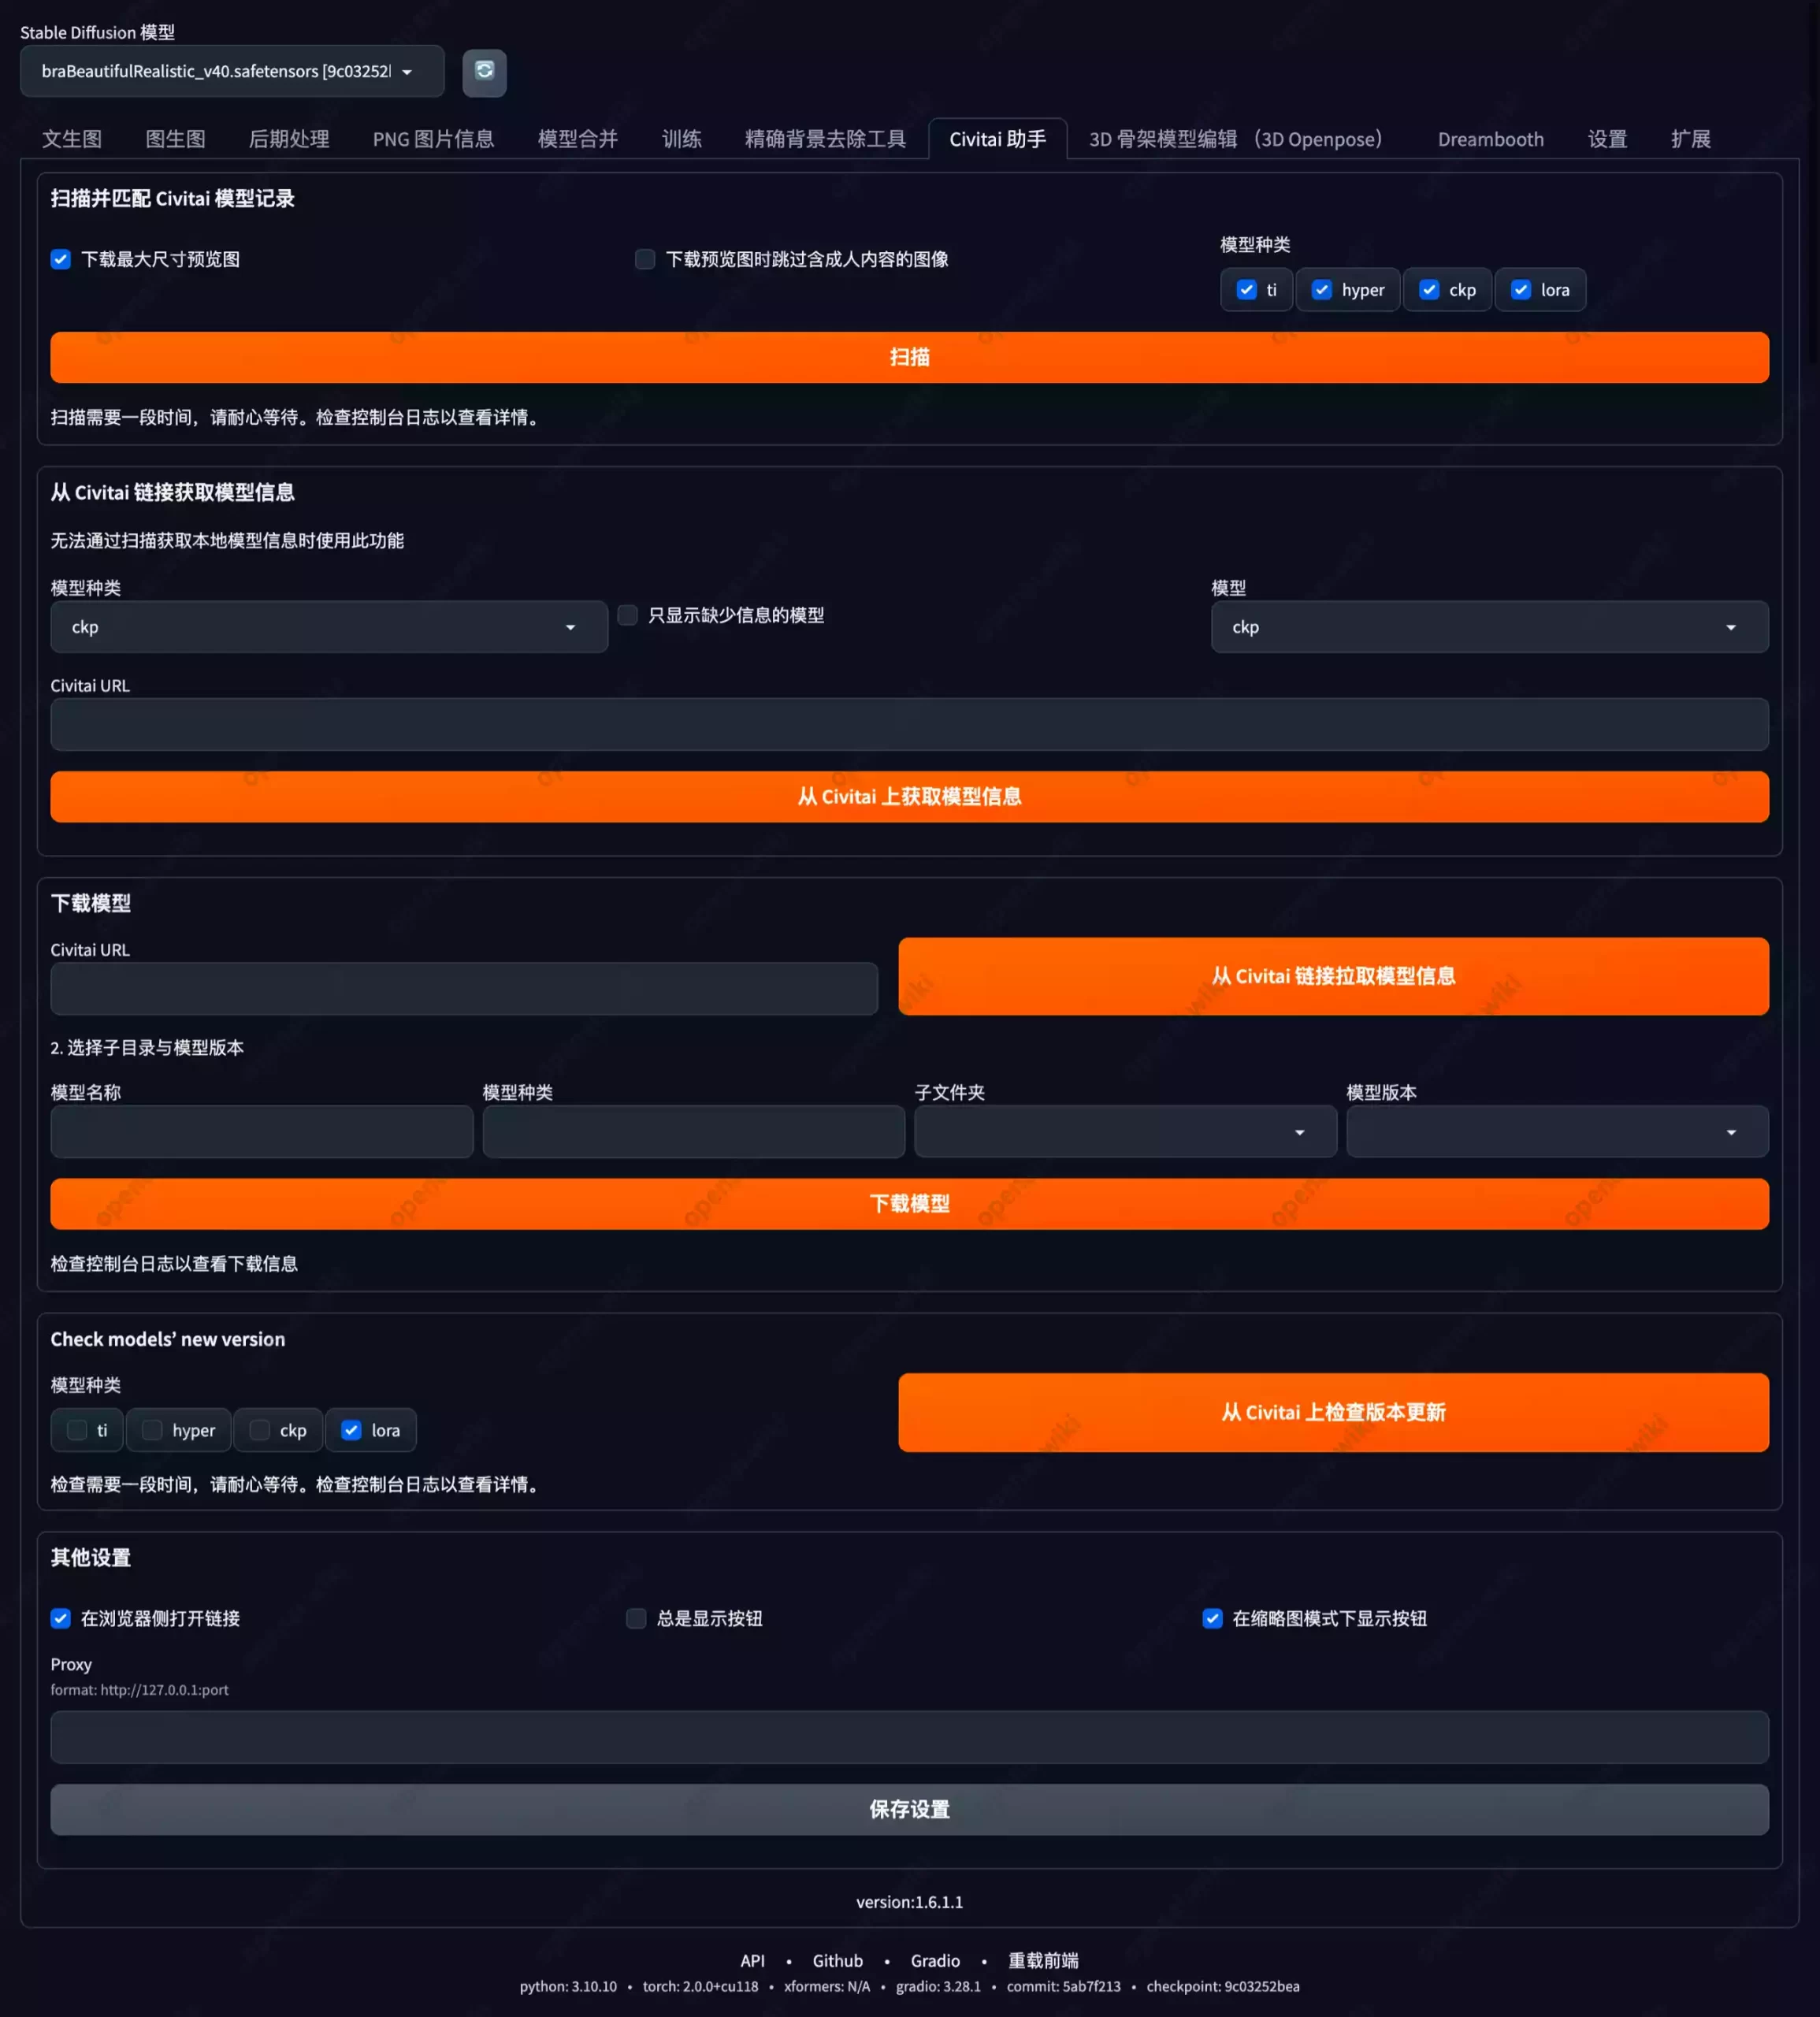 Stable Diffusion 模型
braBeautifulRealistic_v40.safetensors [9c03252l
文生图 图生图 后期处理 PNG 图片信息 模型合并 训练 精确背景去除工具 Civitai 助手 3D 骨架模型编辑 (3D Openpose) Dreambooth 设置 扩展
扫描并匹配 Civitai 模型记录
下载最大尺寸预览图 下载预览图时跳过含成人内容的图像
模型种类
ti hyper ckp lora
扫描
扫描需要一段时间，请耐心等待。检查控制台日志以查看详情。
从 Civitai 链接获取模型信息
无法通过扫描获取本地模型信息时使用此功能
模型种类 模型
ckp 只显示缺少信息的模型 ckp
Civitai URL
从 Civitai 上获取模型信息
下载模型
Civitai URL
从 Civitai 链接拉取模型信息
2. 选择子目录与模型版本
模型名称 模型种类 子文件夹 模型版本
下载模型
检查控制台日志以查看下载信息
Check models’ new version
模型种类
ti hyper ckp lora
从 Civitai 上检查版本更新
检查需要一段时间，请耐心等待。检查控制台日志以查看详情。
其他设置
在浏览器侧打开链接 总是显示按钮 在缩略图模式下显示按钮
Proxy
format: http://127.0.0.1:port
保存设置
version:1.6.1.1
API • Github • Gradio • 重载前端
python: 3.10.10 • torch: 2.0.0+cu118 • xformers: N/A • gradio: 3.28.1 • commit: 5ab7f213 • checkpoint: 9c03252bea